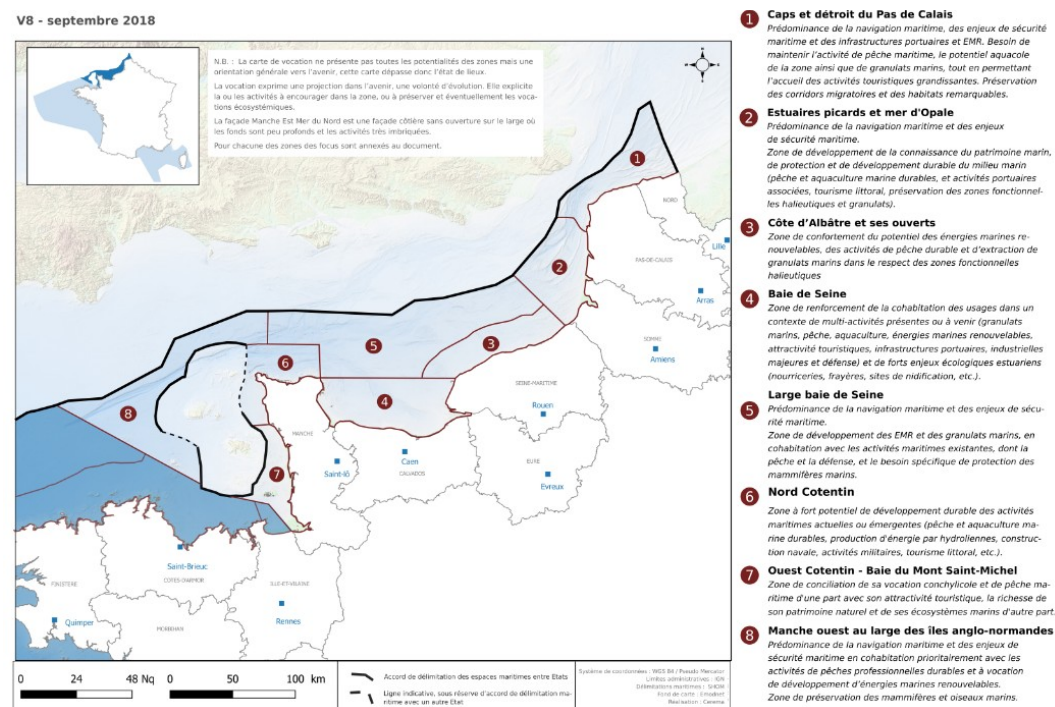 V8 - septembre 2018
N.B. : La carte de vocation ne présente pas toutes les potentialités des zones mais une
orientation générale vers l'avenir, cette carte dépasse donc l'état de lieux.
La vocation exprime une projection dans l'avenir, une volonté d'évolution. Elle explicite
la ou les activités à encourager dans la zone, ou à préserver et éventuellement les voca-
tions écosystémiques.
La façade Manche Est Mer du Nord est une façade côtière sans ouverture sur le large où
les fonds sont peu profonds et les activités très imbriquées.
Pour chacune des zones des focus sont annexés au document.
N
1
NORD
Lille
2
PAS-DE-CALAIS
Arras
SOMME
Amiens
3
5
6
4
8
7
SEINE-MARITIME
Rouen
MANCHE
Saint-lô
Caen
CALVADOS
EURE
Evreux
Saint-Brieuc
COTES-D'ARMOR
FINISTERE
ILLE-ET-VILAINE
Quimper
MORBIHAN
Rennes
0 24 48 Nq
0 50 100 km
Accord de délimitation des espaces maritimes entre Etats
Ligne indicative, sous réserve d'accord de délimitation ma-
ritime avec un autre Etat
Système de coordonnées : WGS 84 / Pseudo Mercator
Limites administratives : IGN
Délimitations maritimes : SHOM
Fond de carte : Emodnet
Réalisation : Cerema
1 Caps et détroit du Pas de Calais
Prédominance de la navigation maritime, des enjeux de sécurité
maritime et des infrastructures portuaires et EMR. Besoin de
maintenir l'activité de pêche maritime, le potentiel aquacole
de la zone ainsi que de granulats marins, tout en permettant
l'accueil des activités touristiques grandissantes. Préservation
des corridors migratoires et des habitats remarquables.
2 Estuaires picards et mer d'Opale
Prédominance de la navigation maritime et des enjeux
de sécurité maritime.
Zone de développement de la connaissance du patrimoine marin,
de protection et de développement durable du milieu marin
(pêche et aquaculture marine durables, et activités portuaires
associées, tourisme littoral, préservation des zones fonctionnel-
les halieutiques et granulats).
3 Côte d'Albâtre et ses ouverts
Zone de confortement du potentiel des énergies marines re-
nouvelables, des activités de pêche durable et d'extraction de
granulats marins dans le respect des zones fonctionnelles
halieutiques
4 Baie de Seine
Zone de renforcement de la cohabitation des usages dans un
contexte de multi-activités présentes ou à venir (granulats
marins, pêche, aquaculture, énergies marines renouvelables,
attractivité touristiques, infrastructures portuaires, industrielles
majeures et défense) et de forts enjeux écologiques estuariens
(nourriceries, frayères, sites de nidification, etc.).
5 Large baie de Seine
Prédominance de la navigation maritime et des enjeux de sécu-
rité maritime.
Zone de développement des EMR et des granulats marins, en
cohabitation avec les activités maritimes existantes, dont la
pêche et la défense, et le besoin spécifique de protection des
mammifères marins.
6 Nord Cotentin
Zone à fort potentiel de développement durable des activités
maritimes actuelles ou émergentes (pêche et aquaculture ma-
rine durables, production d'énergie par hydroliennes, construc-
tion navale, activités militaires, tourisme littoral, etc.).
7 Ouest Cotentin - Baie du Mont Saint-Michel
Zone de conciliation de sa vocation conchylicole et de pêche ma-
ritime d'une part avec son attractivité touristique, la richesse de
son patrimoine naturel et de ses écosystèmes marins d'autre part.
8 Manche ouest au large des îles anglo-normandes
Prédominance de la navigation maritime et des enjeux de
sécurité maritime en cohabitation prioritairement avec les
activités de pêches professionnelles durables et à vocation
de développement d'énergies marines renouvelables.
Zone de préservation des mammifères et oiseaux marins.